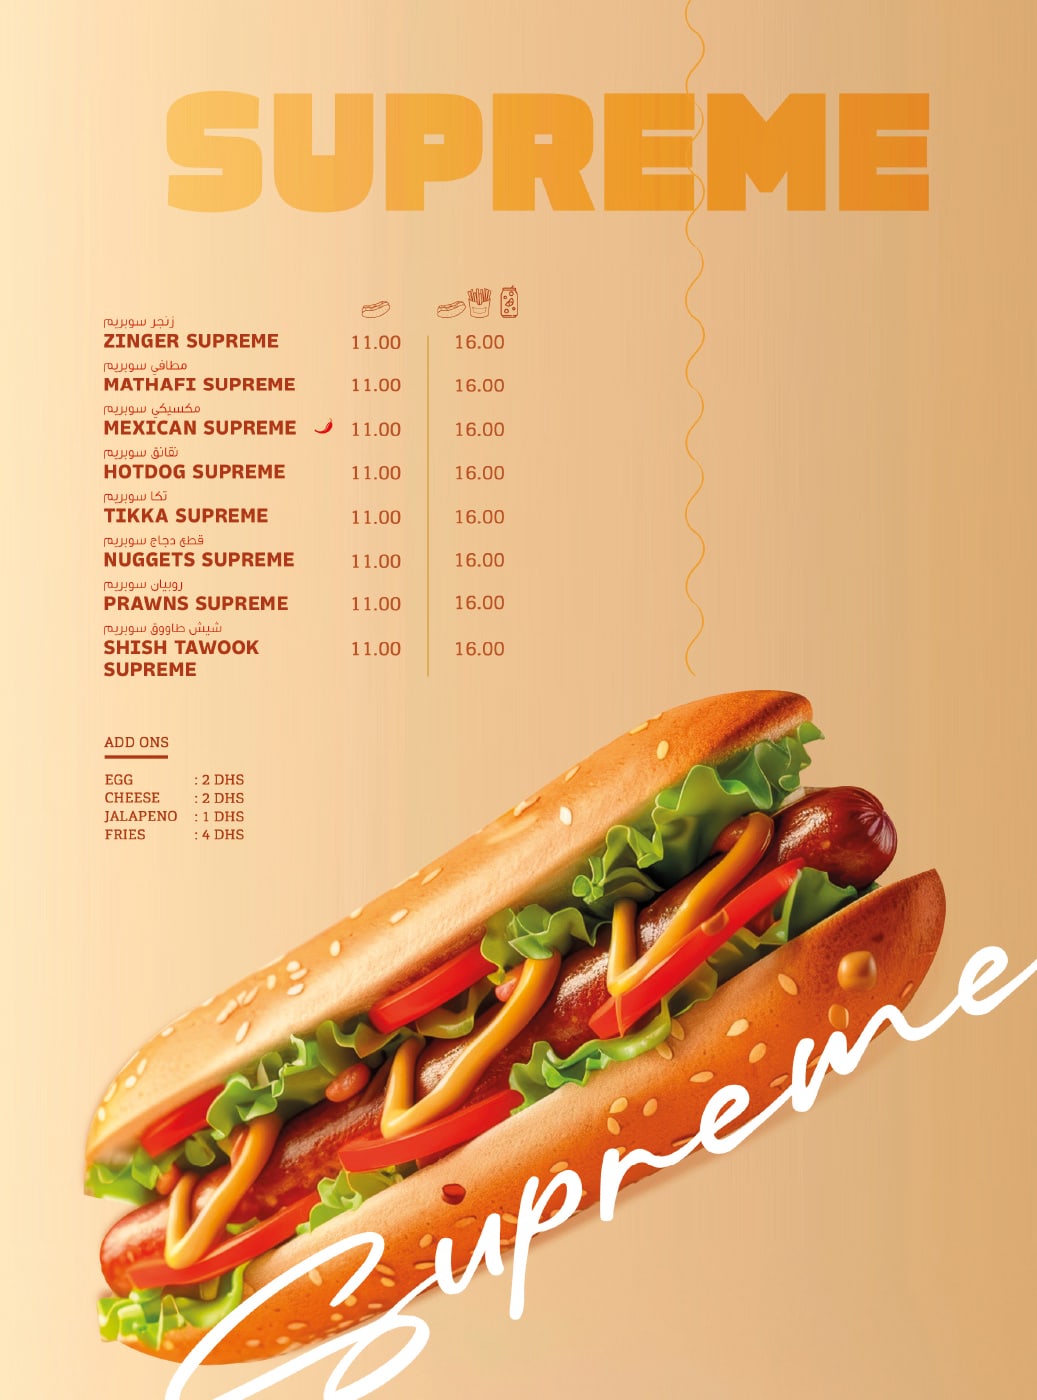 SUPREME
زنجر سوبريم
ZINGER SUPREME 11.00 16.00
مطافي سوبريم
MATHAFI SUPREME 11.00 16.00
مكسيكي سوبريم
MEXICAN SUPREME 11.00 16.00
نقانق سوبريم
HOTDOG SUPREME 11.00 16.00
تكا سوبريم
TIKKA SUPREME 11.00 16.00
قطع دجاج سوبريم
NUGGETS SUPREME 11.00 16.00
روبيان سوبريم
PRAWNS SUPREME 11.00 16.00
شيش طاووق سوبريم
SHISH TAWOOK 11.00 16.00
SUPREME
ADD ONS
EGG : 2 DHS
CHEESE : 2 DHS
JALAPENO : 1 DHS
FRIES : 4 DHS
Supreme